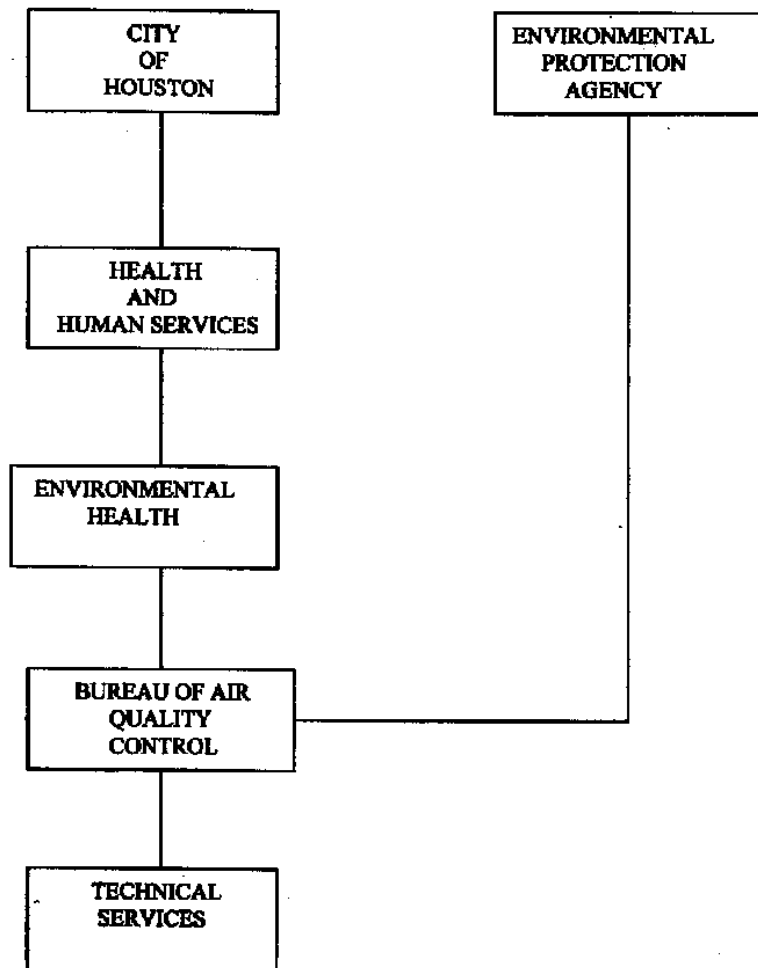 CITY
OF
HOUSTON
ENVIRONMENTAL
PROTECTION
AGENCY
HEALTH
AND
HUMAN SERVICES
ENVIRONMENTAL
HEALTH
BUREAU OF AIR
QUALITY
CONTROL
TECHNICAL
SERVICES